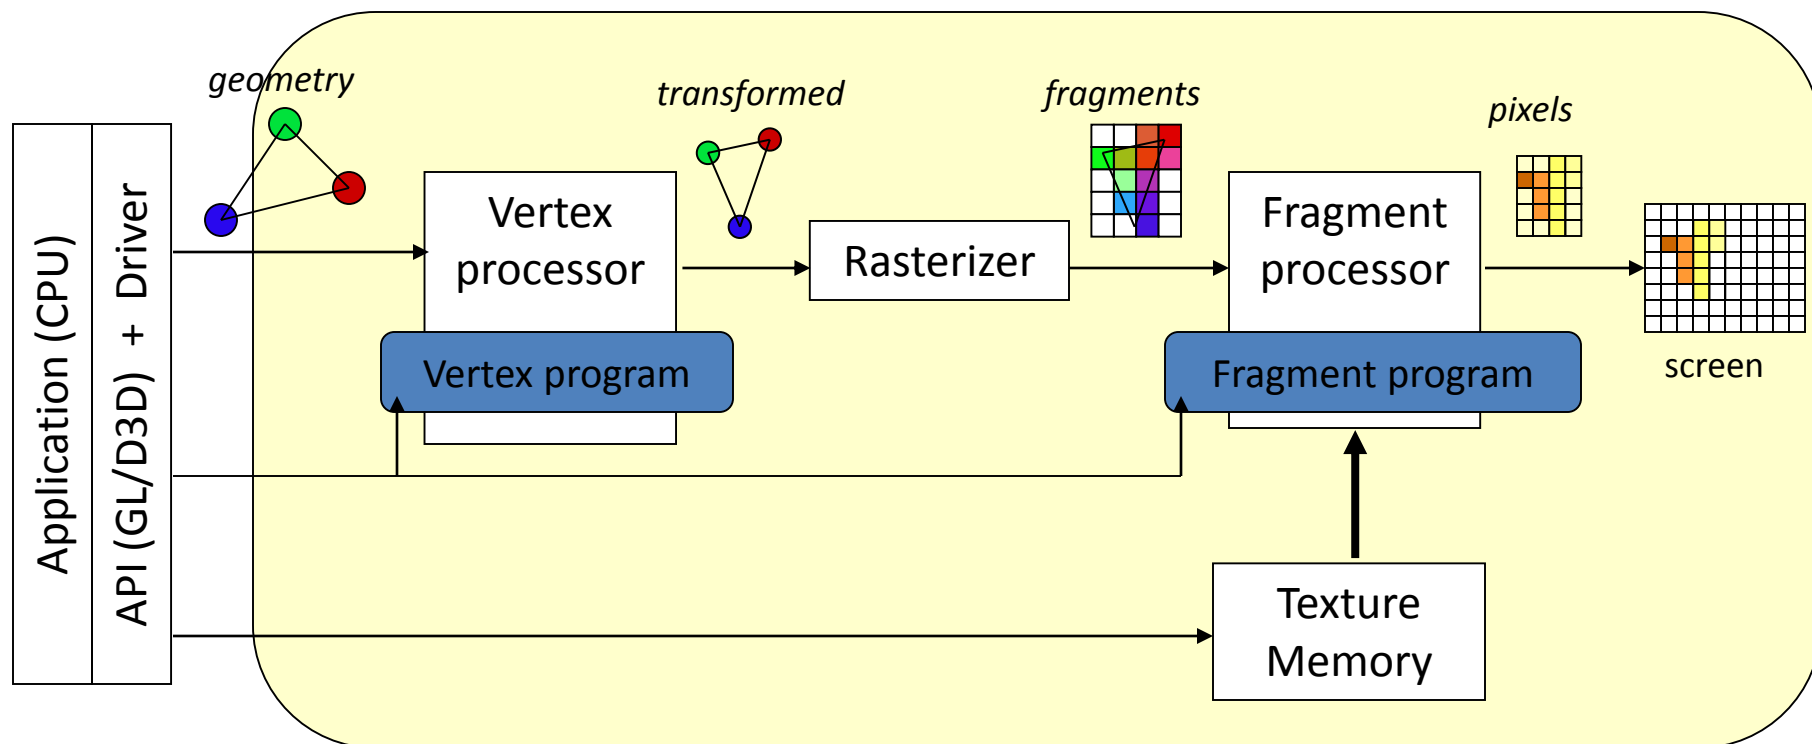 geometry
transformed
fragments
pixels
Application (CPU)
API (GL/D3D) + Driver
Vertex
processor
Rasterizer
Fragment
processor
Vertex program
Fragment program
screen
Texture
Memory